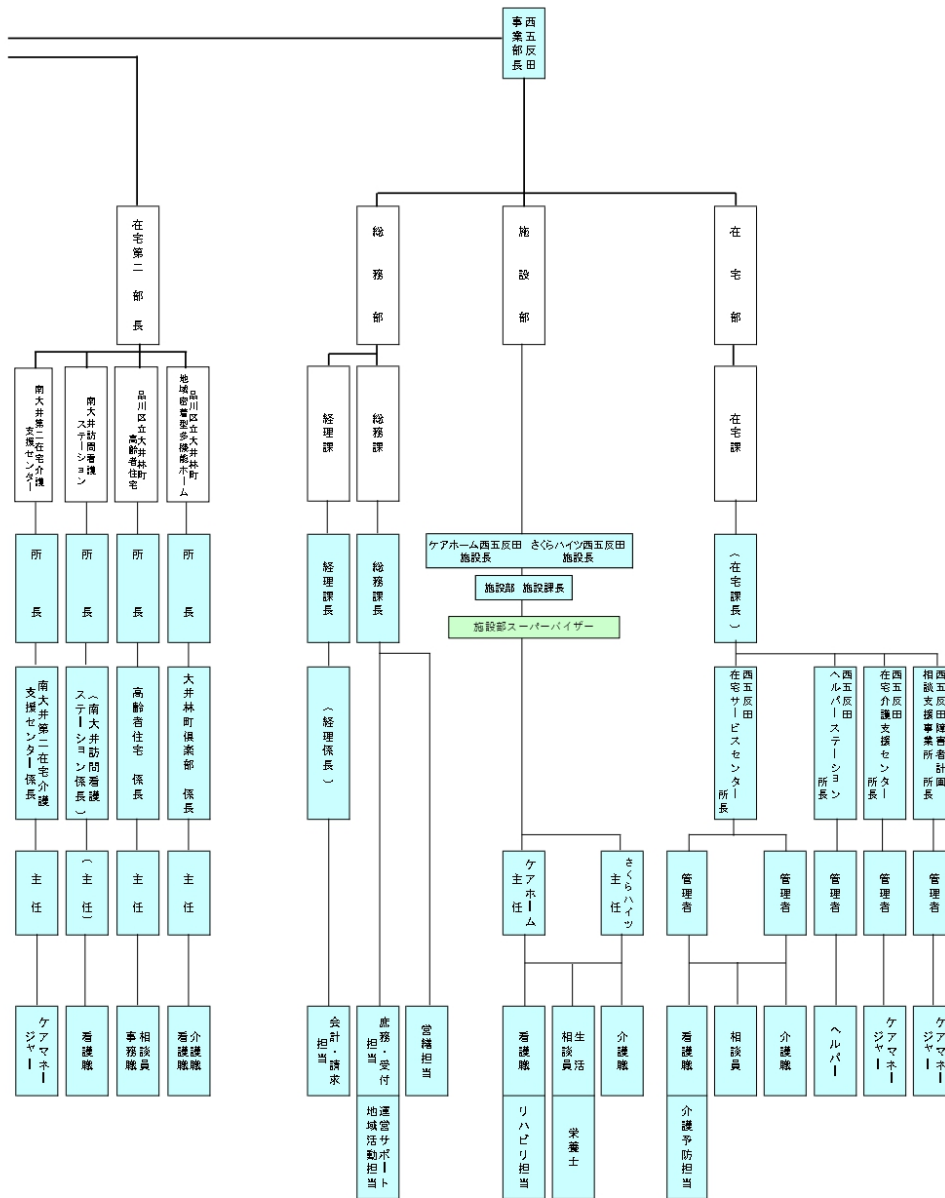 西五反田
事業部長
在宅第二部長
総務部
施設部
在宅部
南大井第二在宅介護
支援センター
南大井訪問看護
ステーション
品川区立大井林町
高齢者住宅
品川区立大井林町
地域密着型多機能ホーム
経理課
総務課
在宅課
所長
所長
所長
所長
経理課長
総務課長
ケアホーム西五反田
施設長
さくらハイツ西五反田
施設長
施設部 施設課長
施設部スーパーバイザー
（在宅課長）
南大井第二在宅介護
支援センター係長
（南大井訪問看護
ステーション係長）
高齢者住宅 係長
大井林町倶楽部 係長
（経理係長）
西五反田
在宅サービスセンター
所長
西五反田
ヘルパーステーション
所長
西五反田
在宅介護支援センター
所長
西五反田障害者計画
相談支援事業所 所長
主任
（主任）
主任
主任
ケアホーム
主任
さくらハイツ
主任
管理者
管理者
管理者
管理者
管理者
ケアマネー
ジャー
看護職
相談員
事務職
介護職
看護職
会計・請求
担当
庶務・受付
担当
営繕担当
看護職
生活
相談員
介護職
看護職
相談員
介護職
ヘルパー
ケアマネー
ジャー
ケアマネー
ジャー
運営サポート
地域活動担当
リハビリ担当
栄養士
介護予防担当